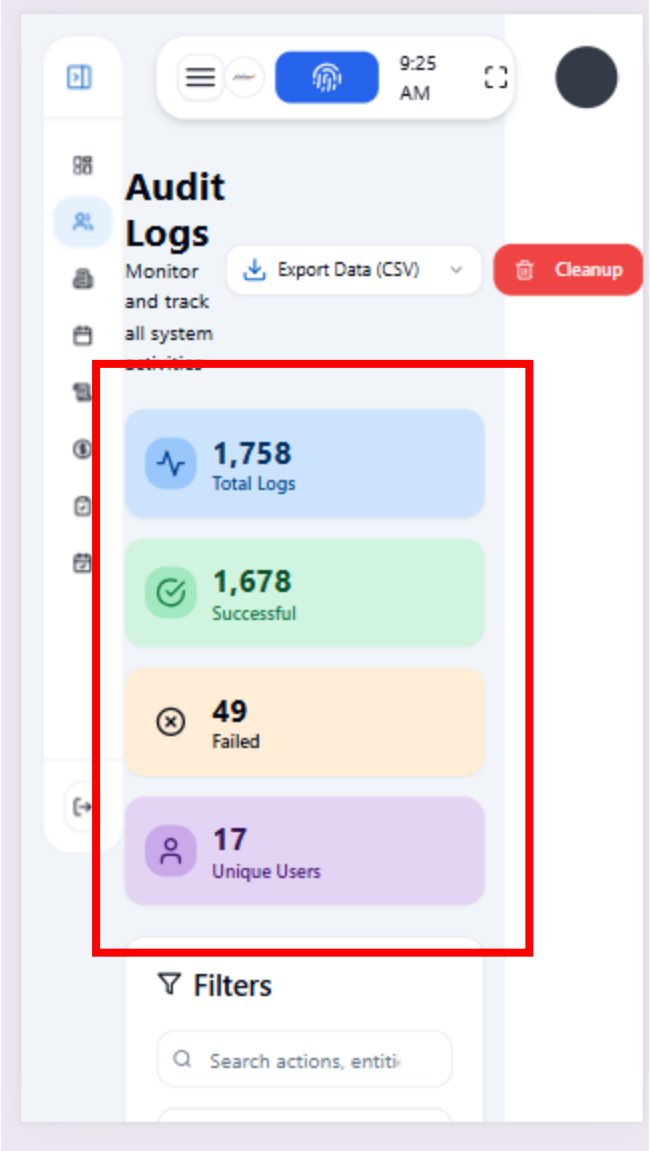 9:25
AM
Audit
Logs
Monitor
and track
all system
activities
Export Data (CSV)
Cleanup
1,758
Total Logs
1,678
Successful
49
Failed
17
Unique Users
Filters
Search actions, entiti